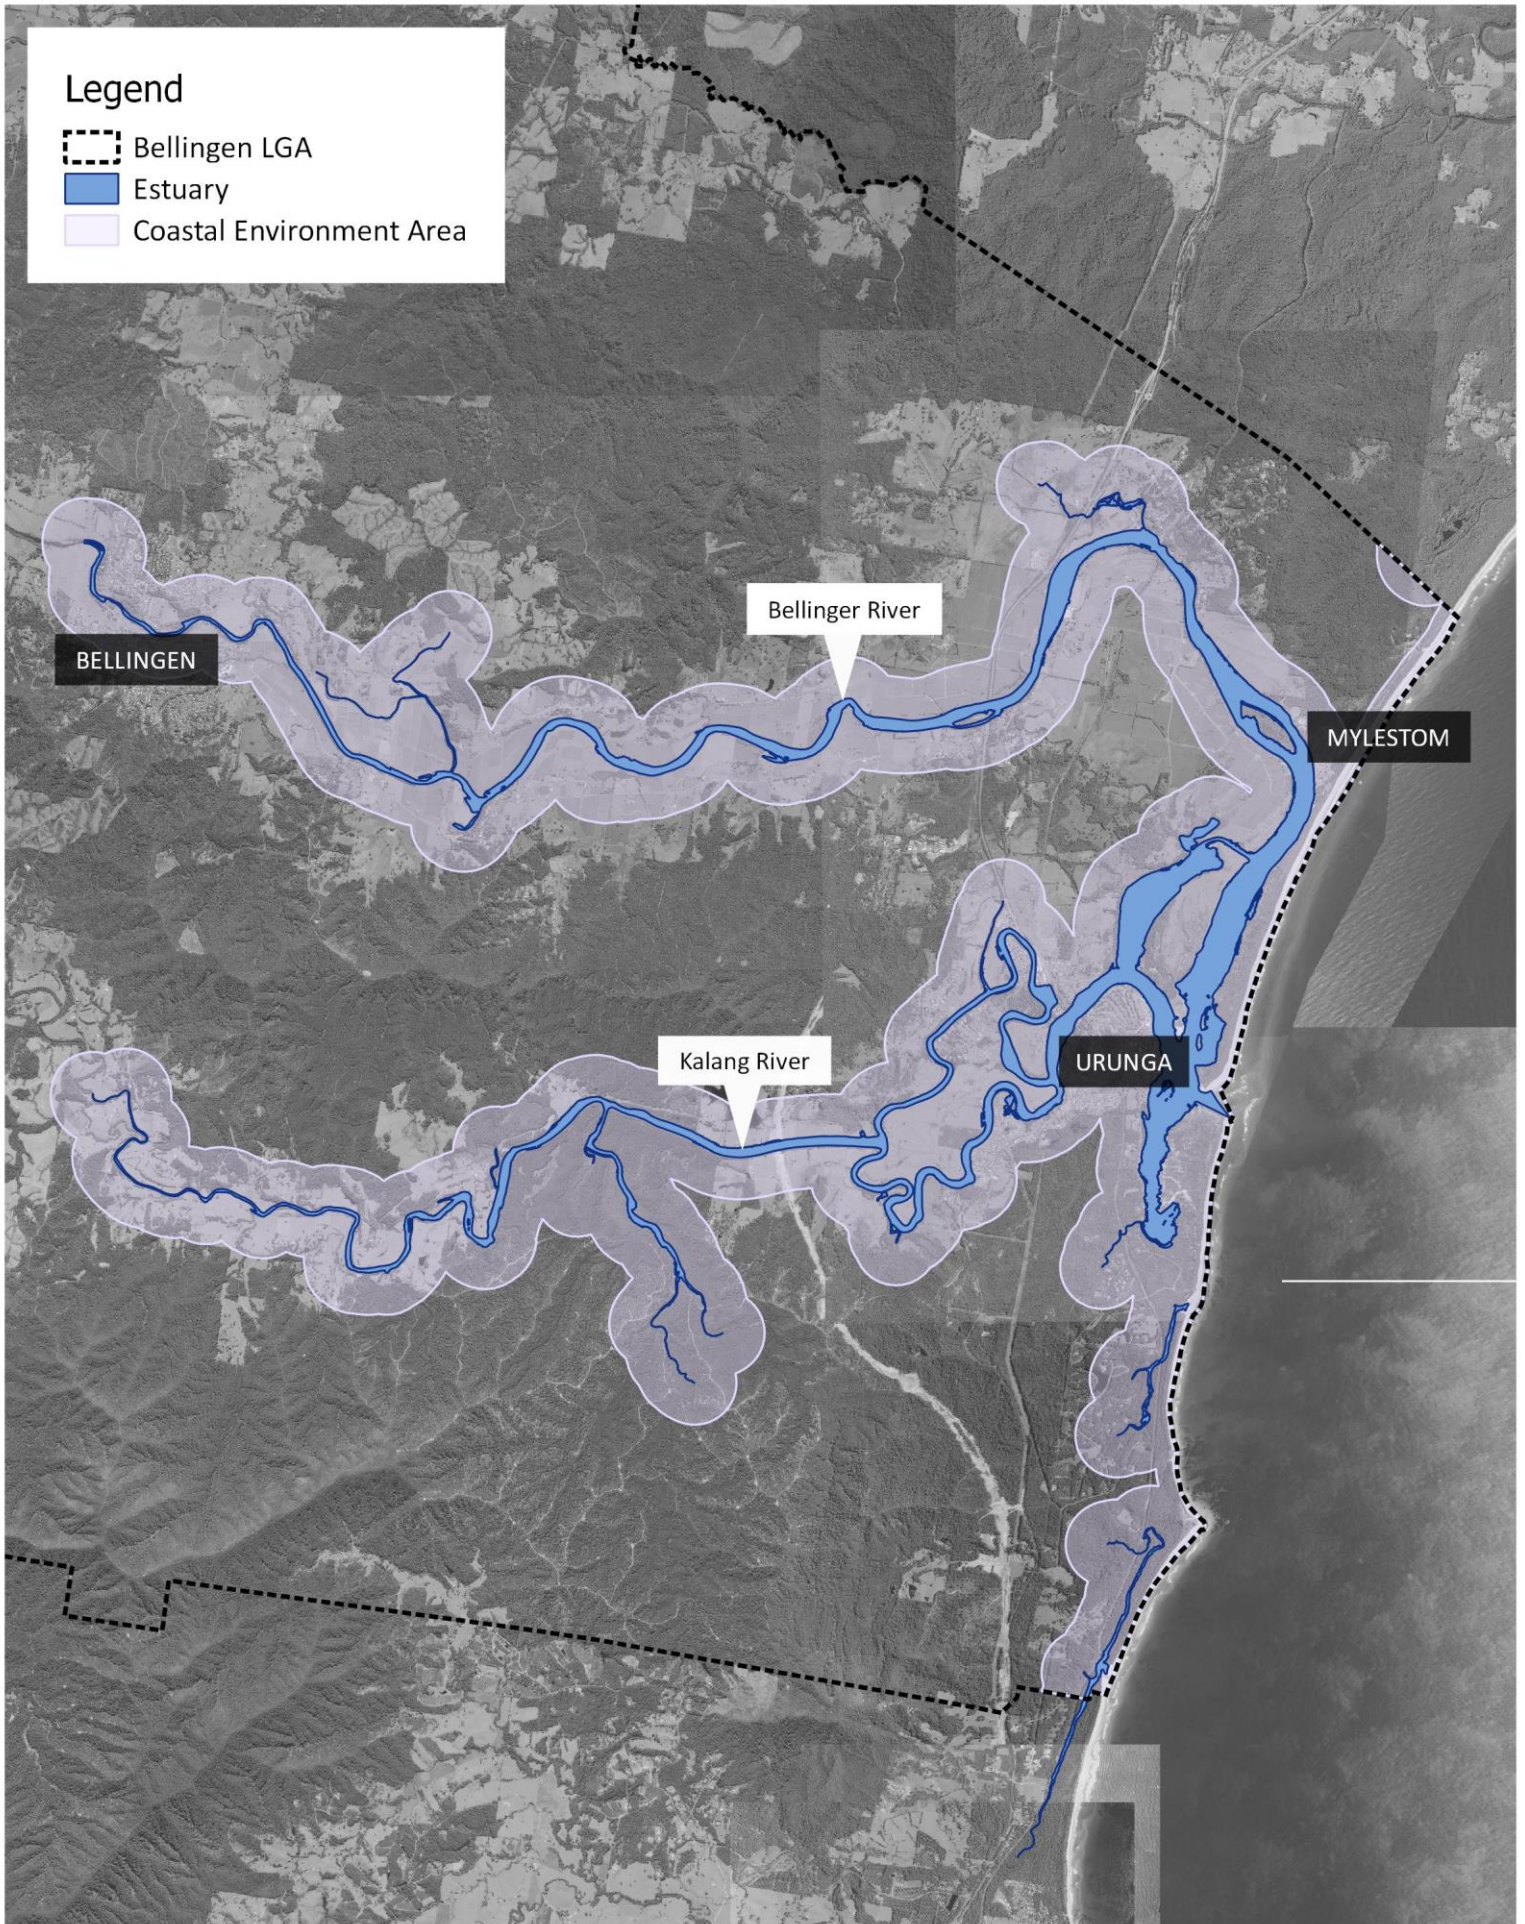 Legend
Bellingen LGA
Estuary
Coastal Environment Area
Bellinger River
BELLINGEN
MYLESTOM
Kalang River
URUNGA